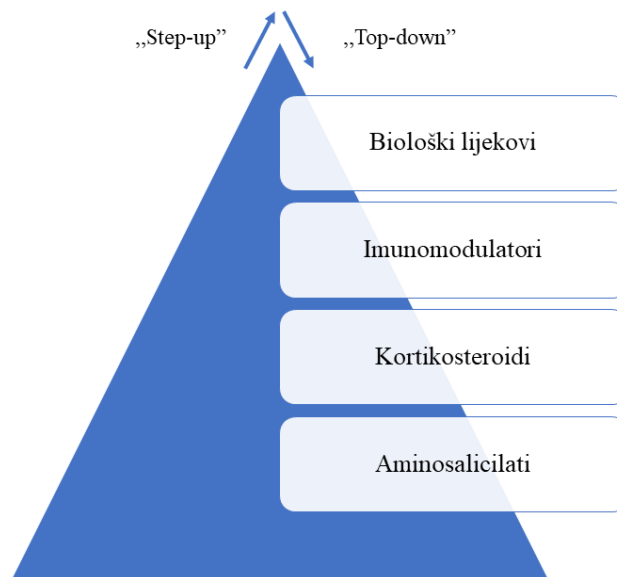 ,,Step-up”
,,Top-down”
Biološki lijekovi
Imunomodulatori
Kortikosteroidi
Aminosalicilati